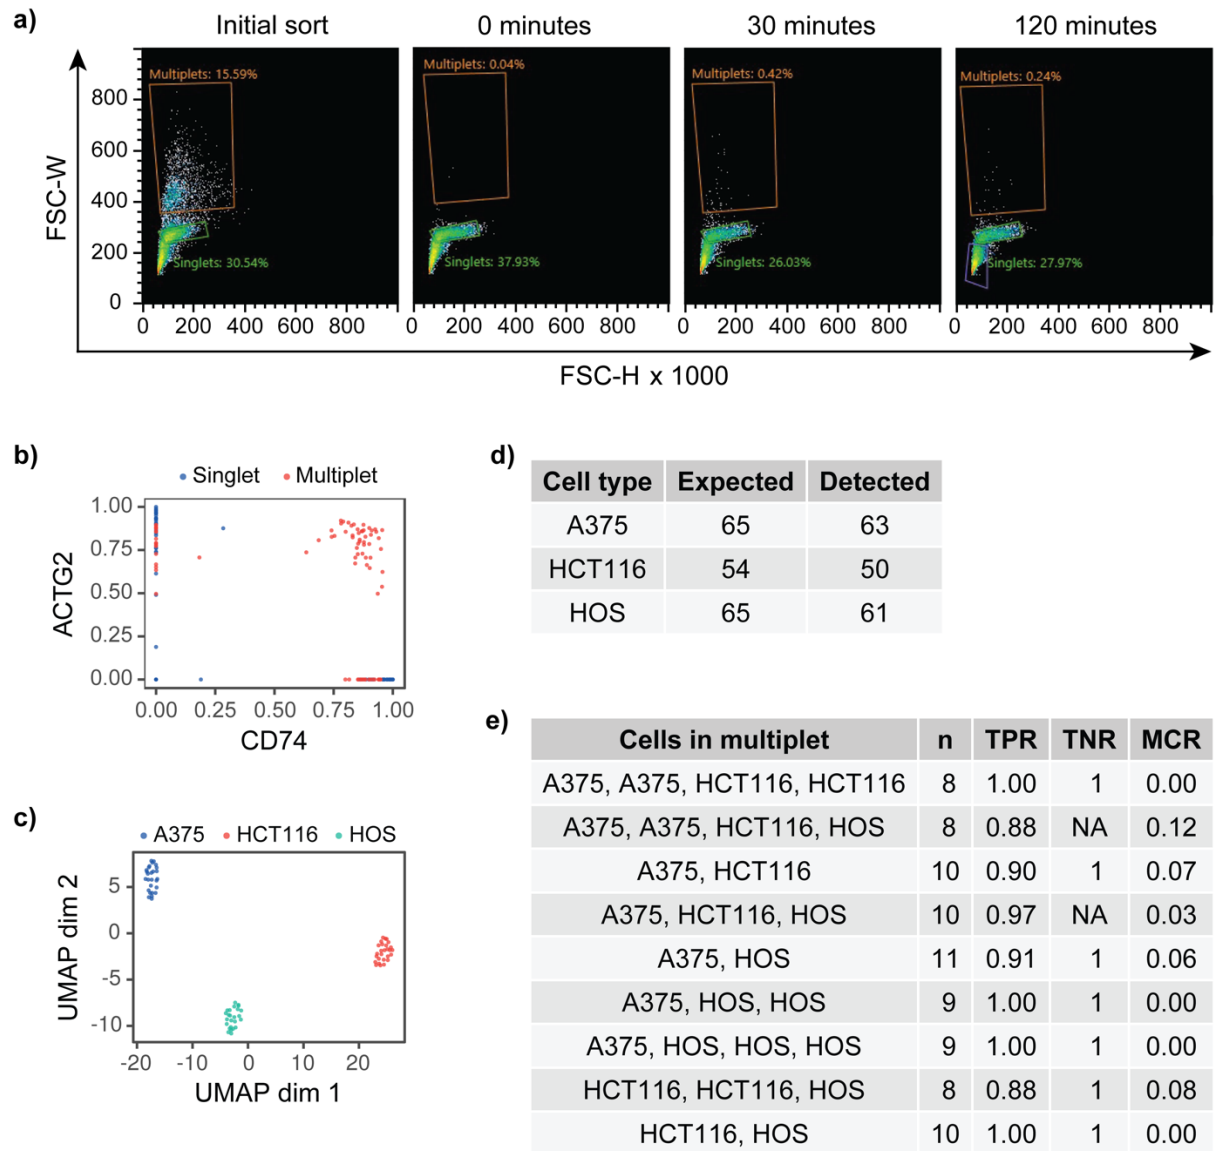 a)
Initial sort
0 minutes
30 minutes
120 minutes
Multiplets: 15.59%
Multiplets: 0.04%
Multiplets: 0.42%
Multiplets: 0.24%
FSC-W
800
600
400
200
0
Singlets: 30.54%
Singlets: 37.93%
Singlets: 26.03%
Singlets: 27.97%
0 200 400 600 800
0 200 400 600 800
0 200 400 600 800
0 200 400 600 800
FSC-H x 1000
b)
Singlet Multiplet
ACTG2
1.00
0.75
0.50
0.25
0.00
0.00 0.25 0.50 0.75 1.00
CD74
c)
A375 HCT116 HOS
UMAP dim 2
5
0
-5
-10
-20 -10 0 10 20
UMAP dim 1
d)
Cell type Expected Detected
A375 65 63
HCT116 54 50
HOS 65 61
e)
Cells in multiplet n TPR TNR MCR
A375, A375, HCT116, HCT116 8 1.00 1 0.00
A375, A375, HCT116, HOS 8 0.88 NA 0.12
A375, HCT116 10 0.90 1 0.07
A375, HCT116, HOS 10 0.97 NA 0.03
A375, HOS 11 0.91 1 0.06
A375, HOS, HOS 9 1.00 1 0.00
A375, HOS, HOS, HOS 9 1.00 1 0.00
HCT116, HCT116, HOS 8 0.88 1 0.08
HCT116, HOS 10 1.00 1 0.00